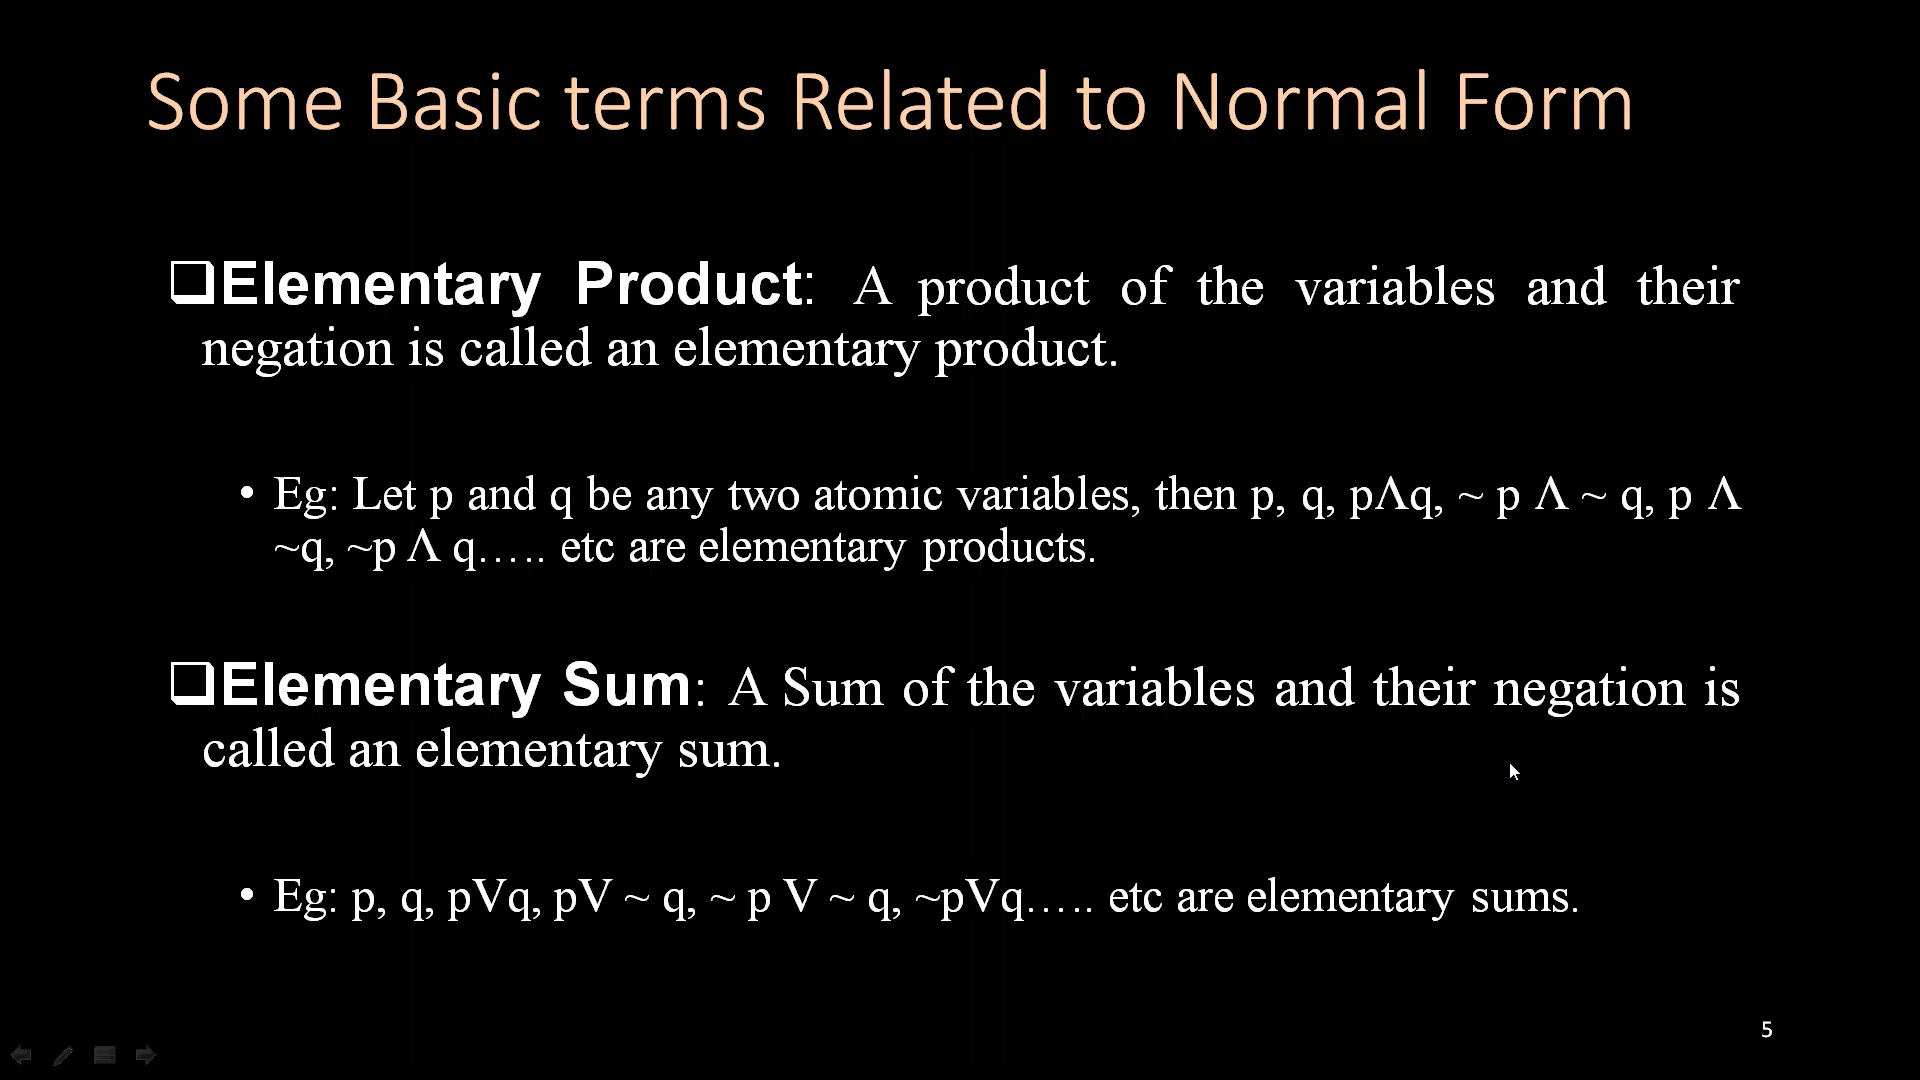 Some Basic terms Related to Normal Form
❑Elementary Product: A product of the variables and their
negation is called an elementary product.
• Eg: Let p and q be any two atomic variables, then p, q, pΛq, ~ p Λ ~ q, p Λ
~q, ~p Λ q….. etc are elementary products.
❑Elementary Sum: A Sum of the variables and their negation is
called an elementary sum.
• Eg: p, q, pVq, pV ~ q, ~ p V ~ q, ~pVq….. etc are elementary sums.
5